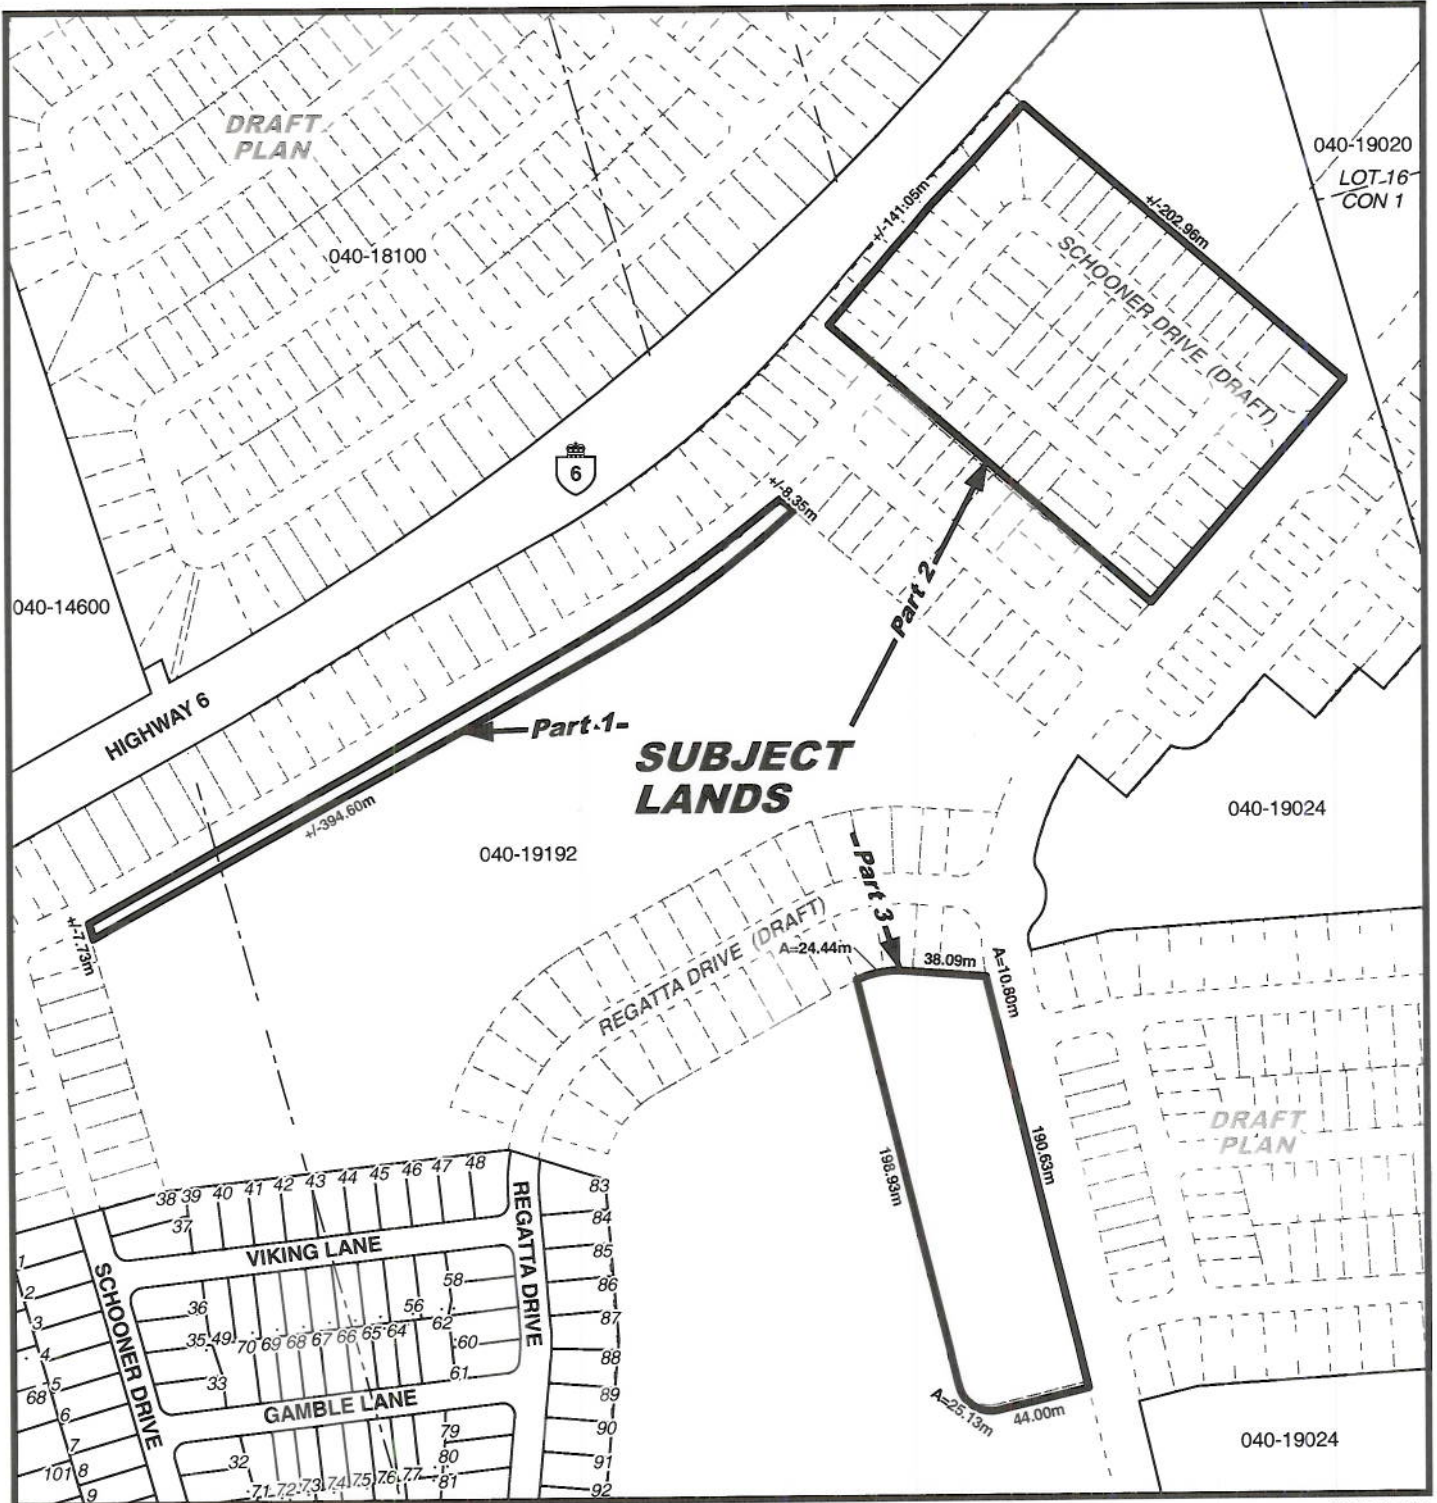 DRAFT
PLAN
040-19020
LOT 16
CON 1
+/-141.05m
+/-202.96m
SCHOONER DRIVE (DRAFT)
040-18100
6
+/-8.35m
Part 2
040-14600
HIGHWAY 6
Part 1
SUBJECT
LANDS
+/-394.60m
040-19192
040-19024
Part 3
+/-7.73m
REGATTA DRIVE (DRAFT)
A=24.44m
38.09m
A=10.80m
DRAFT
PLAN
198.93m
190.63m
38 39 40 41 42 43 44 45 46 47 48
83
37
84
VIKING LANE
REGATTA DRIVE
85
1
SCHOONER DRIVE
58
86
2
36
56
87
3
35 49 70 69 68 67 66 65 64 62
60
88
4
61
68 5
33
89
A=25.13m
44.00m
6
GAMBLE LANE
79
90
7
32
80
91
101 8
71 72 73 74 75 76 77 81
92
9
040-19024